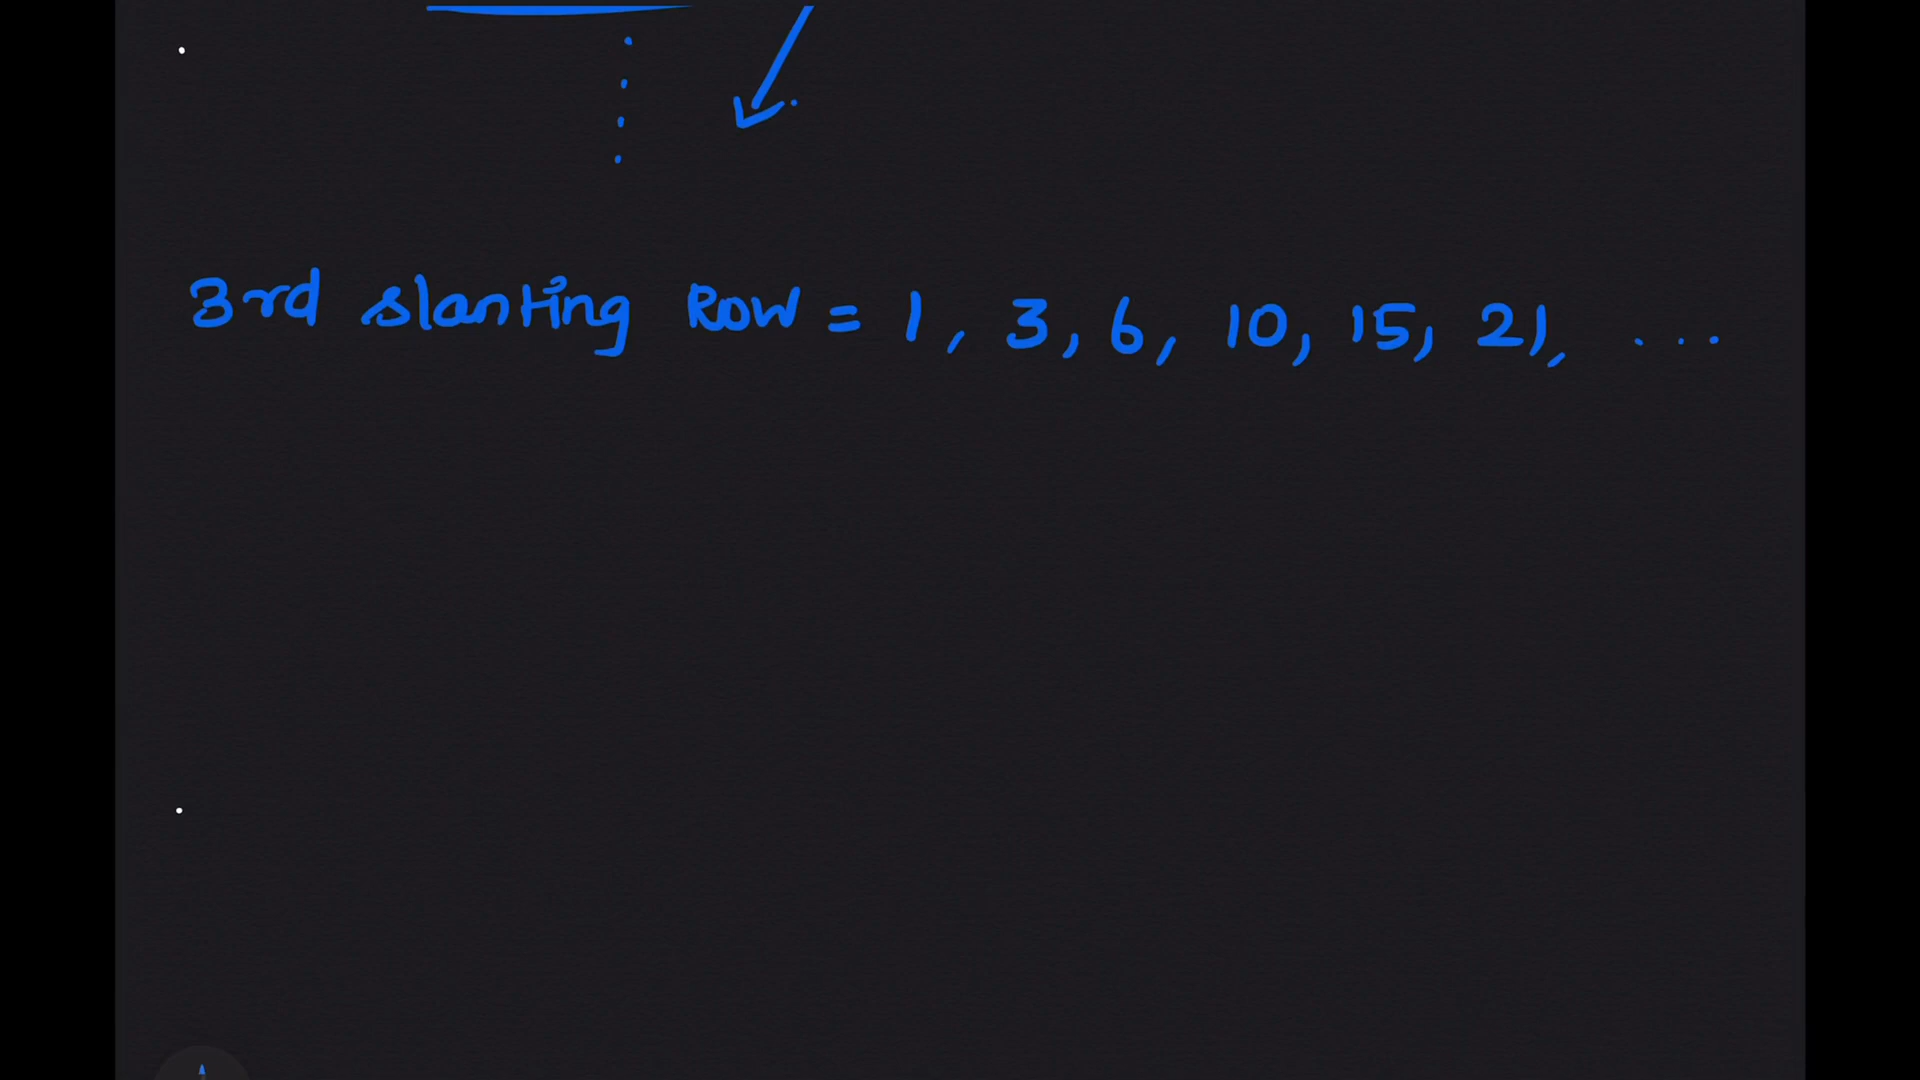 3rd slanting Row = 1, 3, 6, 10, 15, 21, ...